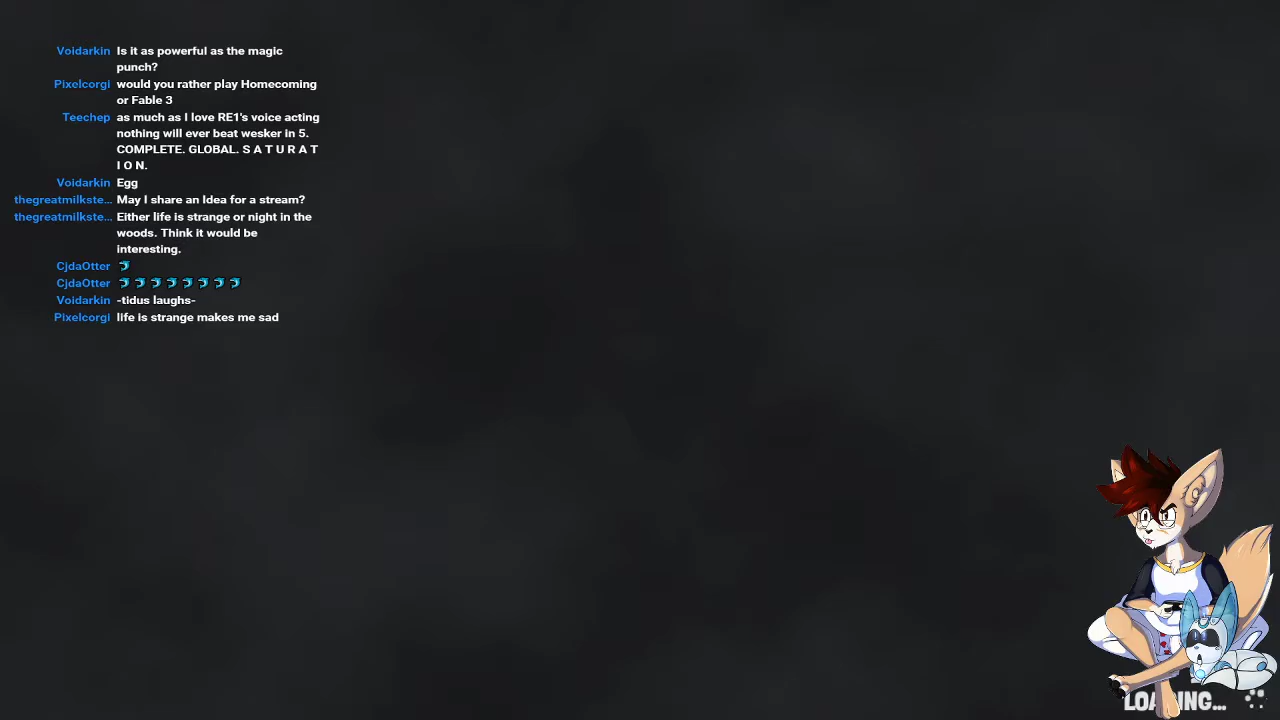 Voidarkin Is it as powerful as the magic
punch?
Pixelcorgi would you rather play Homecoming
or Fable 3
Teechep as much as I love RE1's voice acting
nothing will ever beat wesker in 5.
COMPLETE. GLOBAL. S A T U R A T
I O N.
Voidarkin Egg
thegreatmilkste... May I share an Idea for a stream?
thegreatmilkste... Either life is strange or night in the
woods. Think it would be
interesting.
CjdaOtter
CjdaOtter
Voidarkin -tidus laughs-
Pixelcorgi life is strange makes me sad